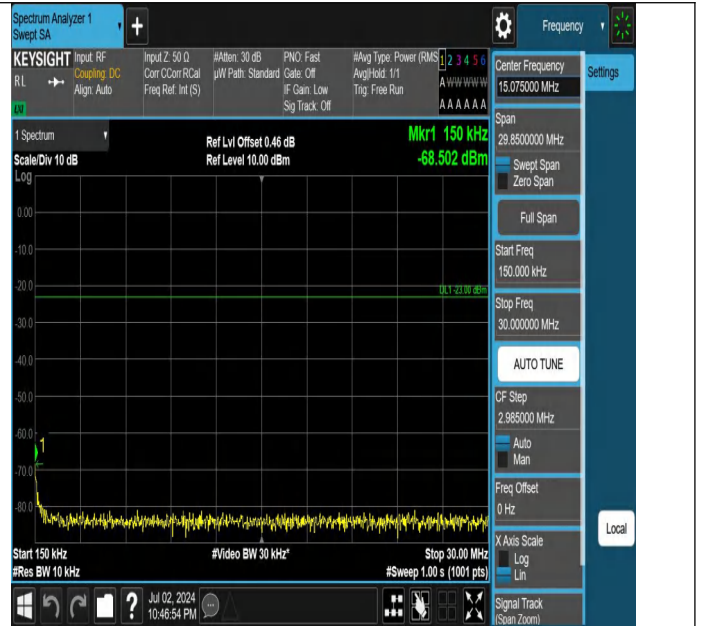 Spectrum Analyzer 1
Swept SA
Frequency
KEYSIGHT
RL
LXI
Input: RF
Coupling: DC
Align: Auto
Input Z: 50 Ω
Corr CCorr RCal
Freq Ref: Int (S)
#Atten: 30 dB
µW Path: Standard
PNO: Fast
Gate: Off
IF Gain: Low
Sig Track: Off
#Avg Type: Power (RMS
Avg|Hold: 1/1
Trig: Free Run
1 2 3 4 5 6
A W W W W W
A A A A A A
1 Spectrum
Scale/Div 10 dB
Log
Ref Lvl Offset 0.46 dB
Ref Level 10.00 dBm
Mkr1 150 kHz
-68.502 dBm
0.00
-10.0
-20.0
DL1 -23.00 dBm
-30.0
-40.0
-50.0
-60.0
1
-70.0
-80.0
Start 150 kHz
#Res BW 10 kHz
#Video BW 30 kHz*
Stop 30.00 MHz
#Sweep 1.00 s (1001 pts)
Center Frequency
15.075000 MHz
Settings
Span
29.8500000 MHz
Swept Span
Zero Span
Full Span
Start Freq
150.000 kHz
Stop Freq
30.000000 MHz
AUTO TUNE
CF Step
2.985000 MHz
Auto
Man
Freq Offset
0 Hz
X Axis Scale
Log
Lin
Local
Signal Track
(Span Zoom)
?
Jul 02, 2024
10:46:54 PM